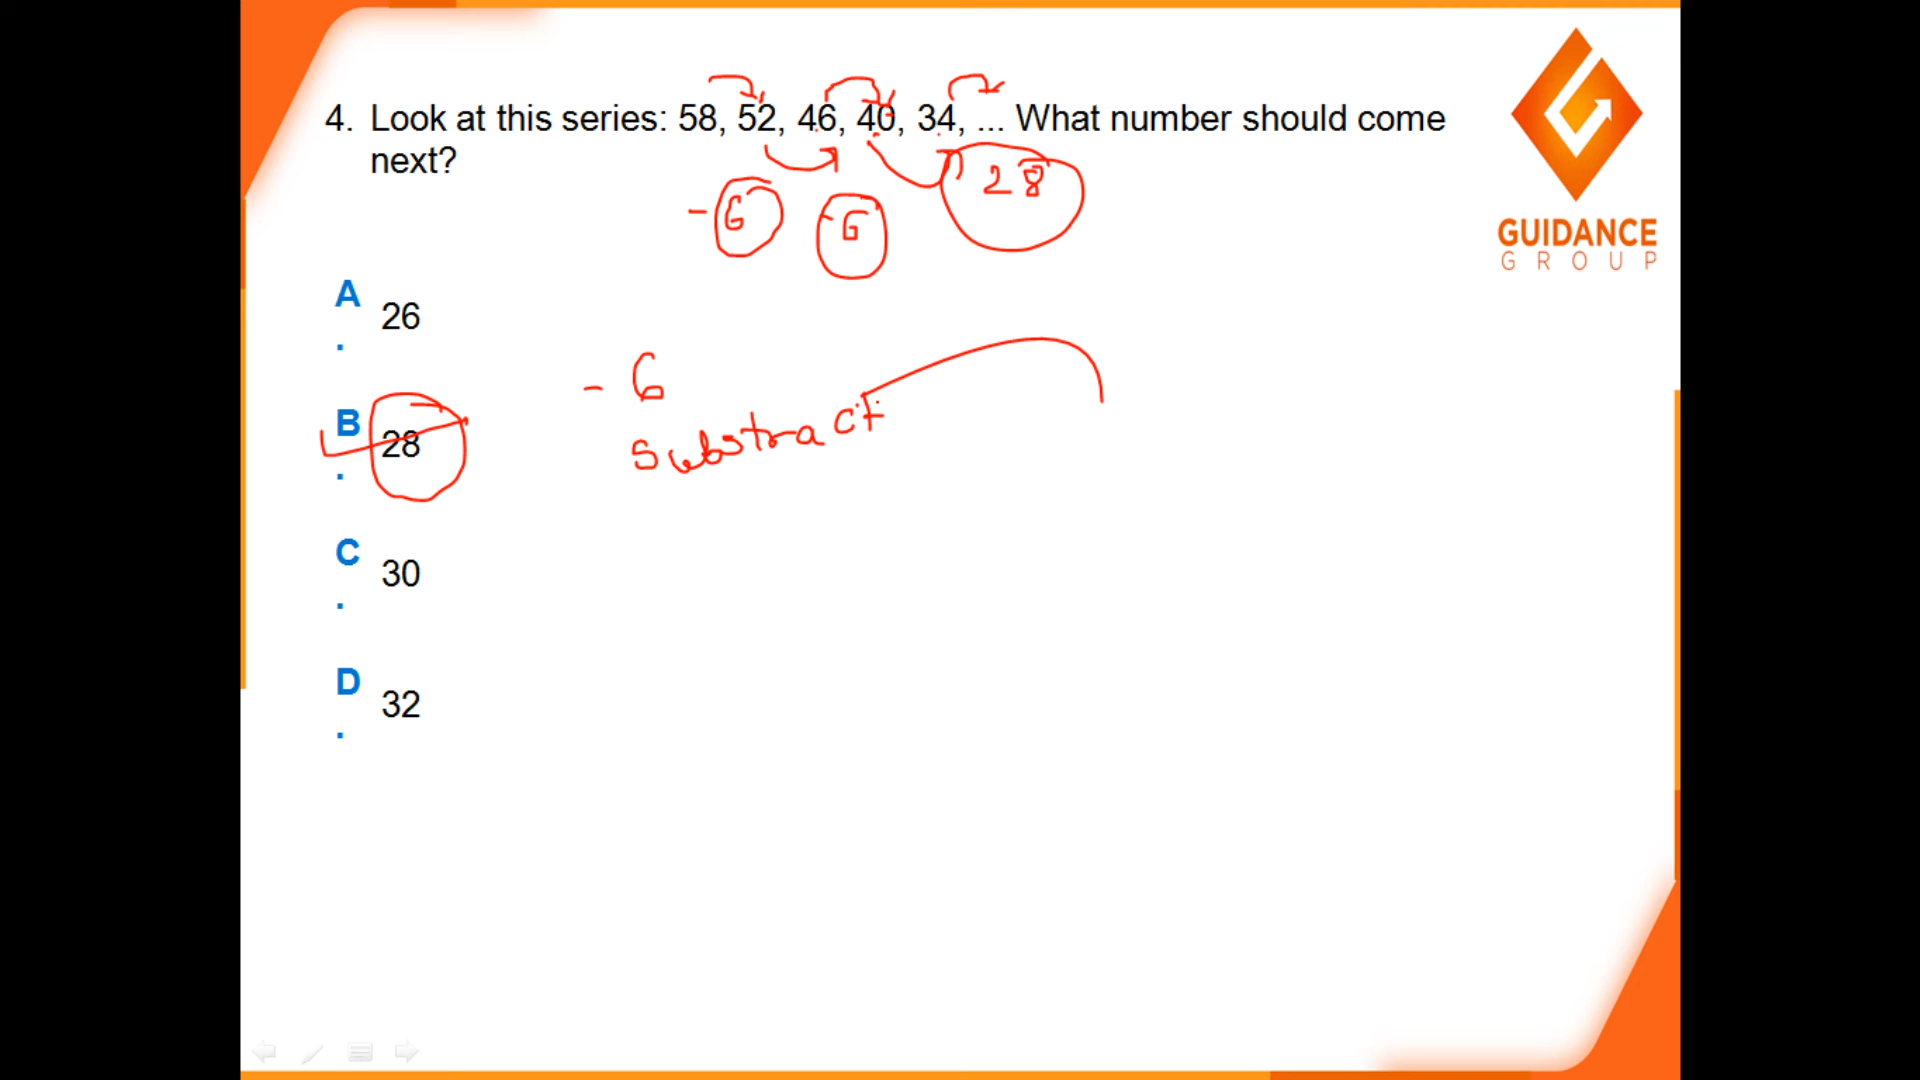 4. Look at this series: 58, 52, 46, 40, 34, ... What number should come
next?
28
- 6
- 6
GUIDANCE
GROUP
A
.
26
- 6
substract
B
.
28
C
.
30
D
.
32